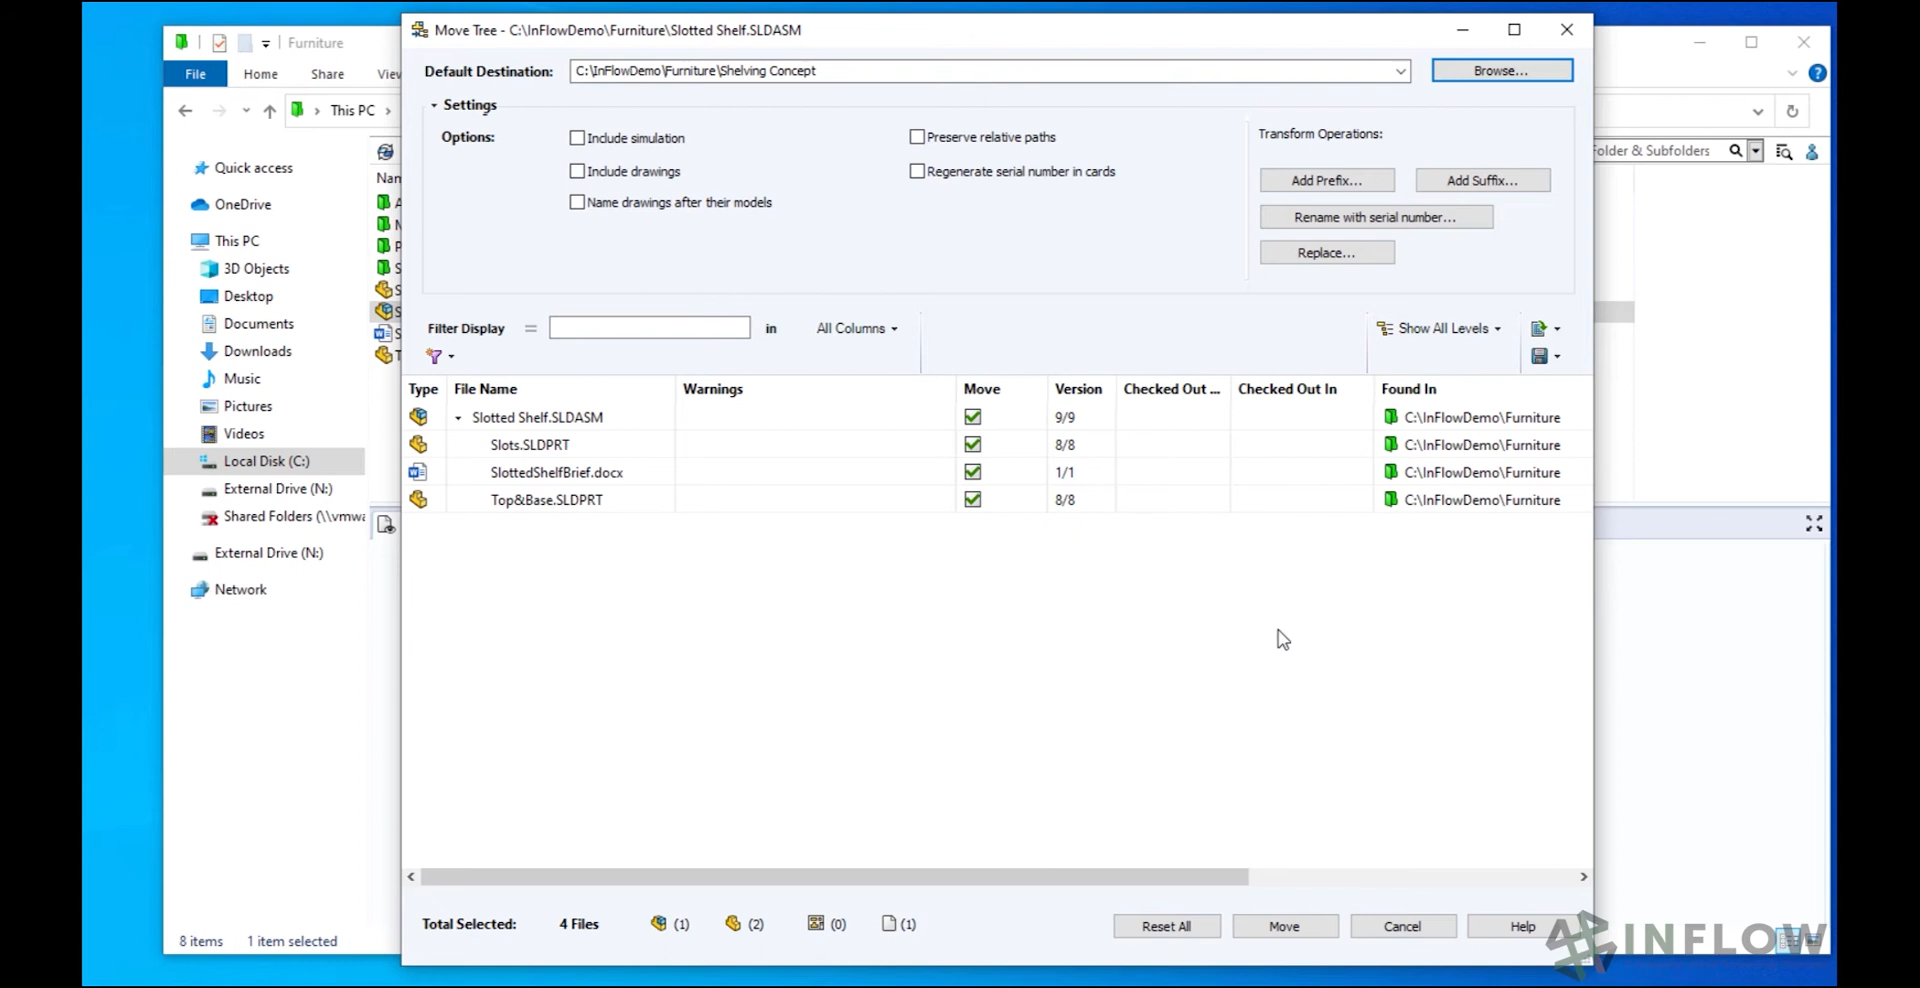 Furniture
Move Tree - C:\InFlowDemo\Furniture\Slotted Shelf.SLDASM
File Home Share Vie
Default Destination: C:\InFlowDemo\Furniture\Shelving Concept Browse...
Settings
This PC
Options:
Include simulation
Preserve relative paths
Transform Operations:
Include drawings
Regenerate serial number in cards
Name drawings after their models
Add Prefix... Add Suffix...
Rename with serial number...
Replace...
older & Subfolders
Quick access
OneDrive
This PC
3D Objects
Desktop
Documents
Downloads
Music
Pictures
Videos
Local Disk (C:)
External Drive (N:)
Shared Folders (\\vmwa
External Drive (N:)
Network
Nar
Filter Display = in All Columns Show All Levels
Type File Name Warnings Move Version Checked Out ... Checked Out In Found In
Slotted Shelf.SLDASM 9/9 C:\InFlowDemo\Furniture
Slots.SLDPRT 8/8 C:\InFlowDemo\Furniture
SlottedShelfBrief.docx 1/1 C:\InFlowDemo\Furniture
Top&Base.SLDPRT 8/8 C:\InFlowDemo\Furniture
Total Selected: 4 Files (1) (2) (0) (1)
Reset All Move Cancel Help
8 items 1 item selected
INFLOW